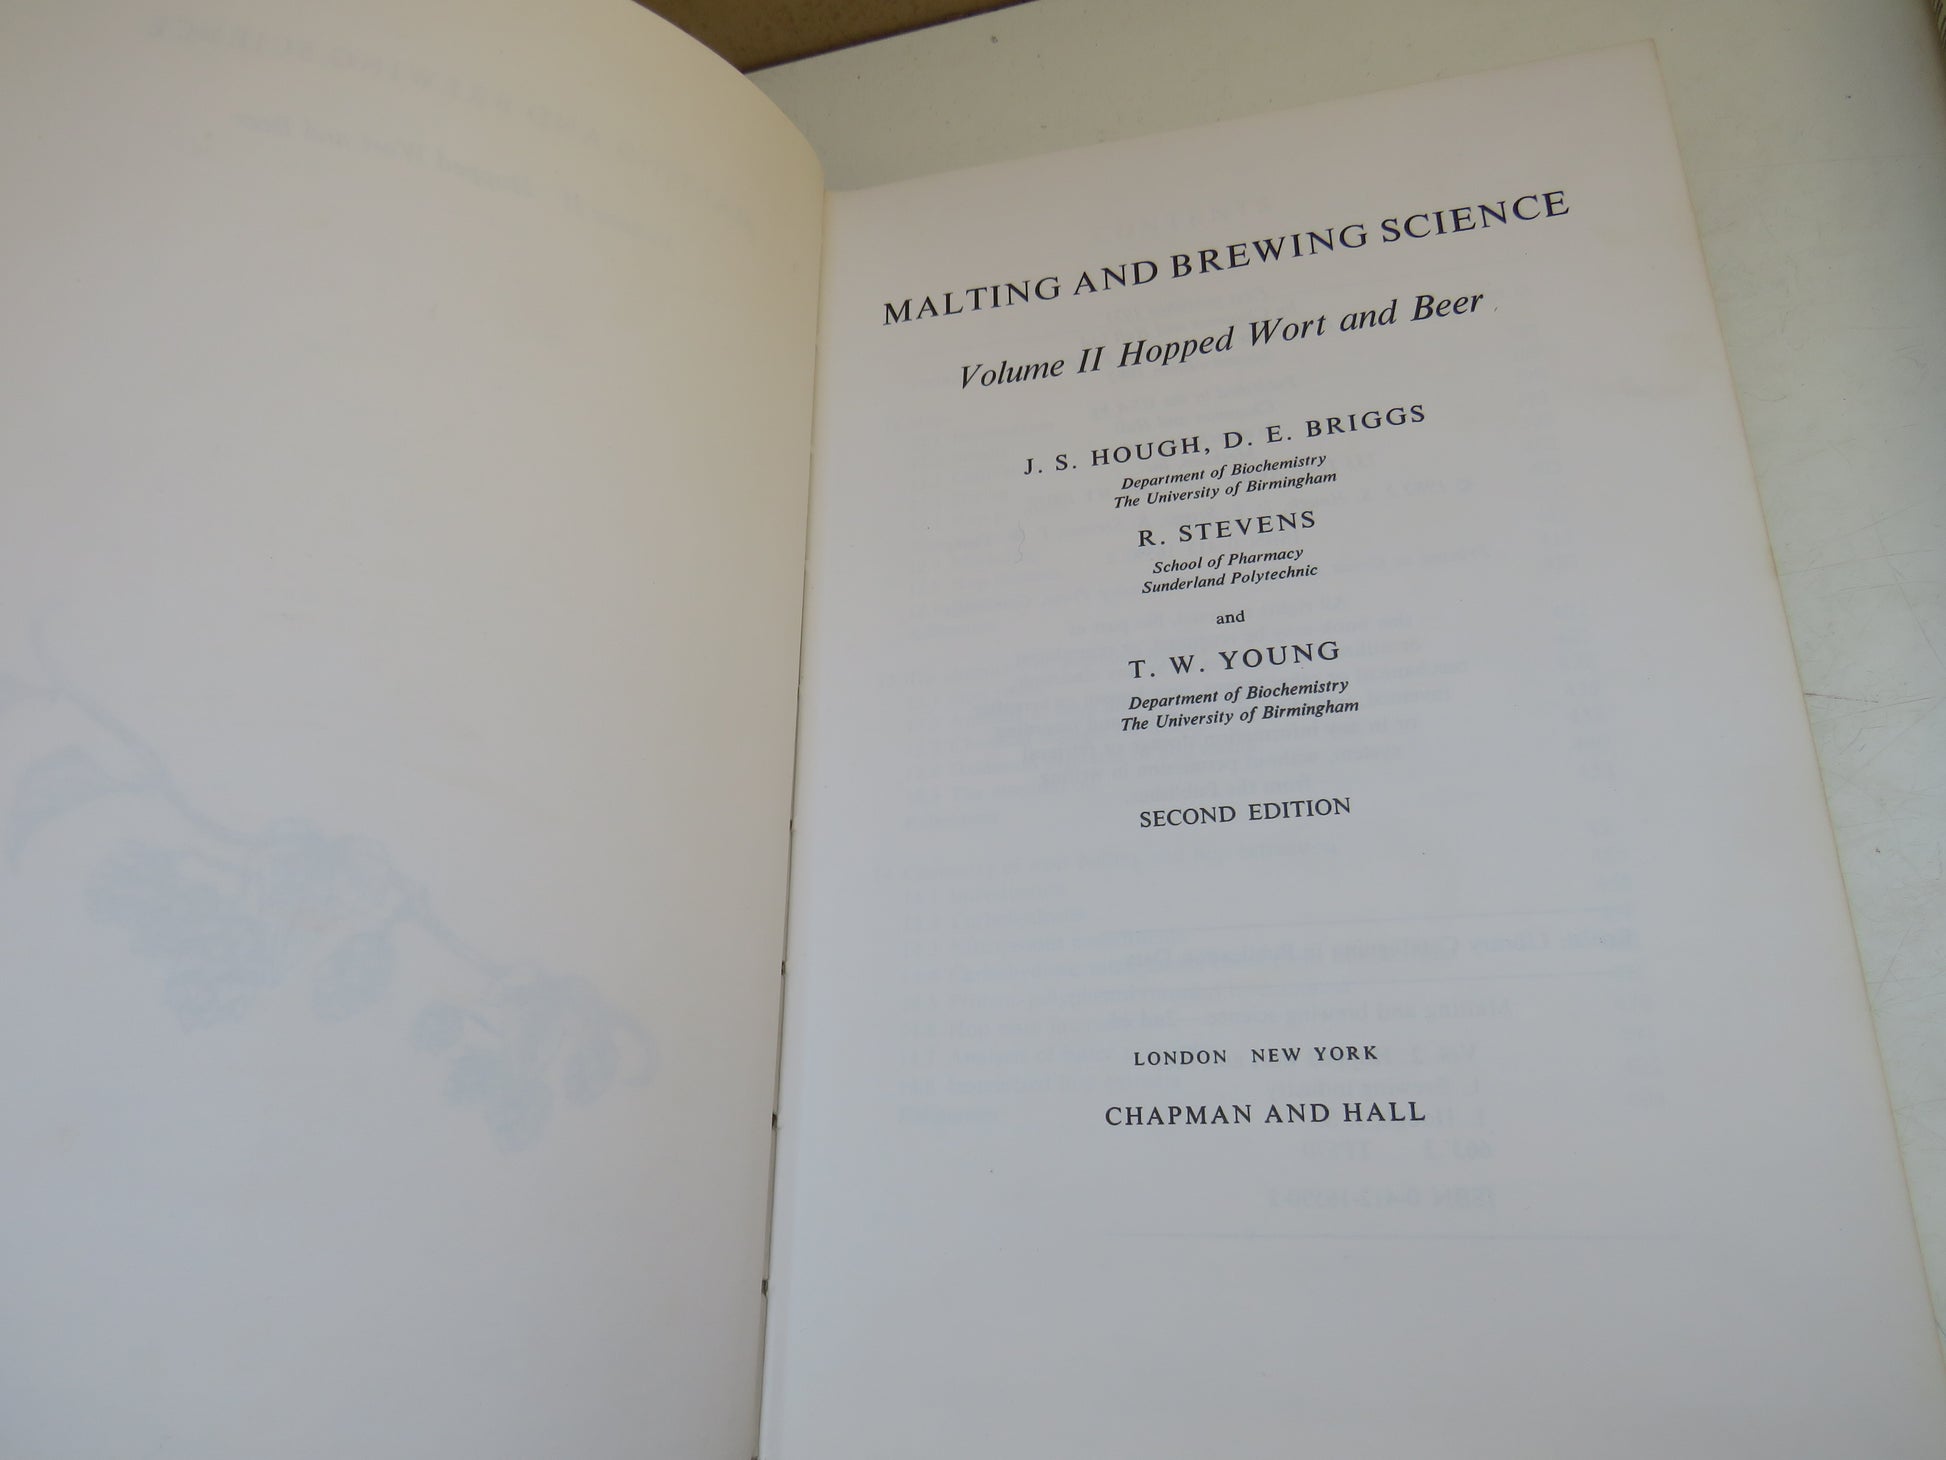 MALTING AND BREWING SCIENCE
Volume II Hopped Wort and Beer
J. S. HOUGH, D. E. BRIGGS
Department of Biochemistry
The University of Birmingham
R. STEVENS
School of Pharmacy
Sunderland Polytechnic
and
T. W. YOUNG
Department of Biochemistry
The University of Birmingham
SECOND EDITION
LONDON NEW YORK
CHAPMAN AND HALL